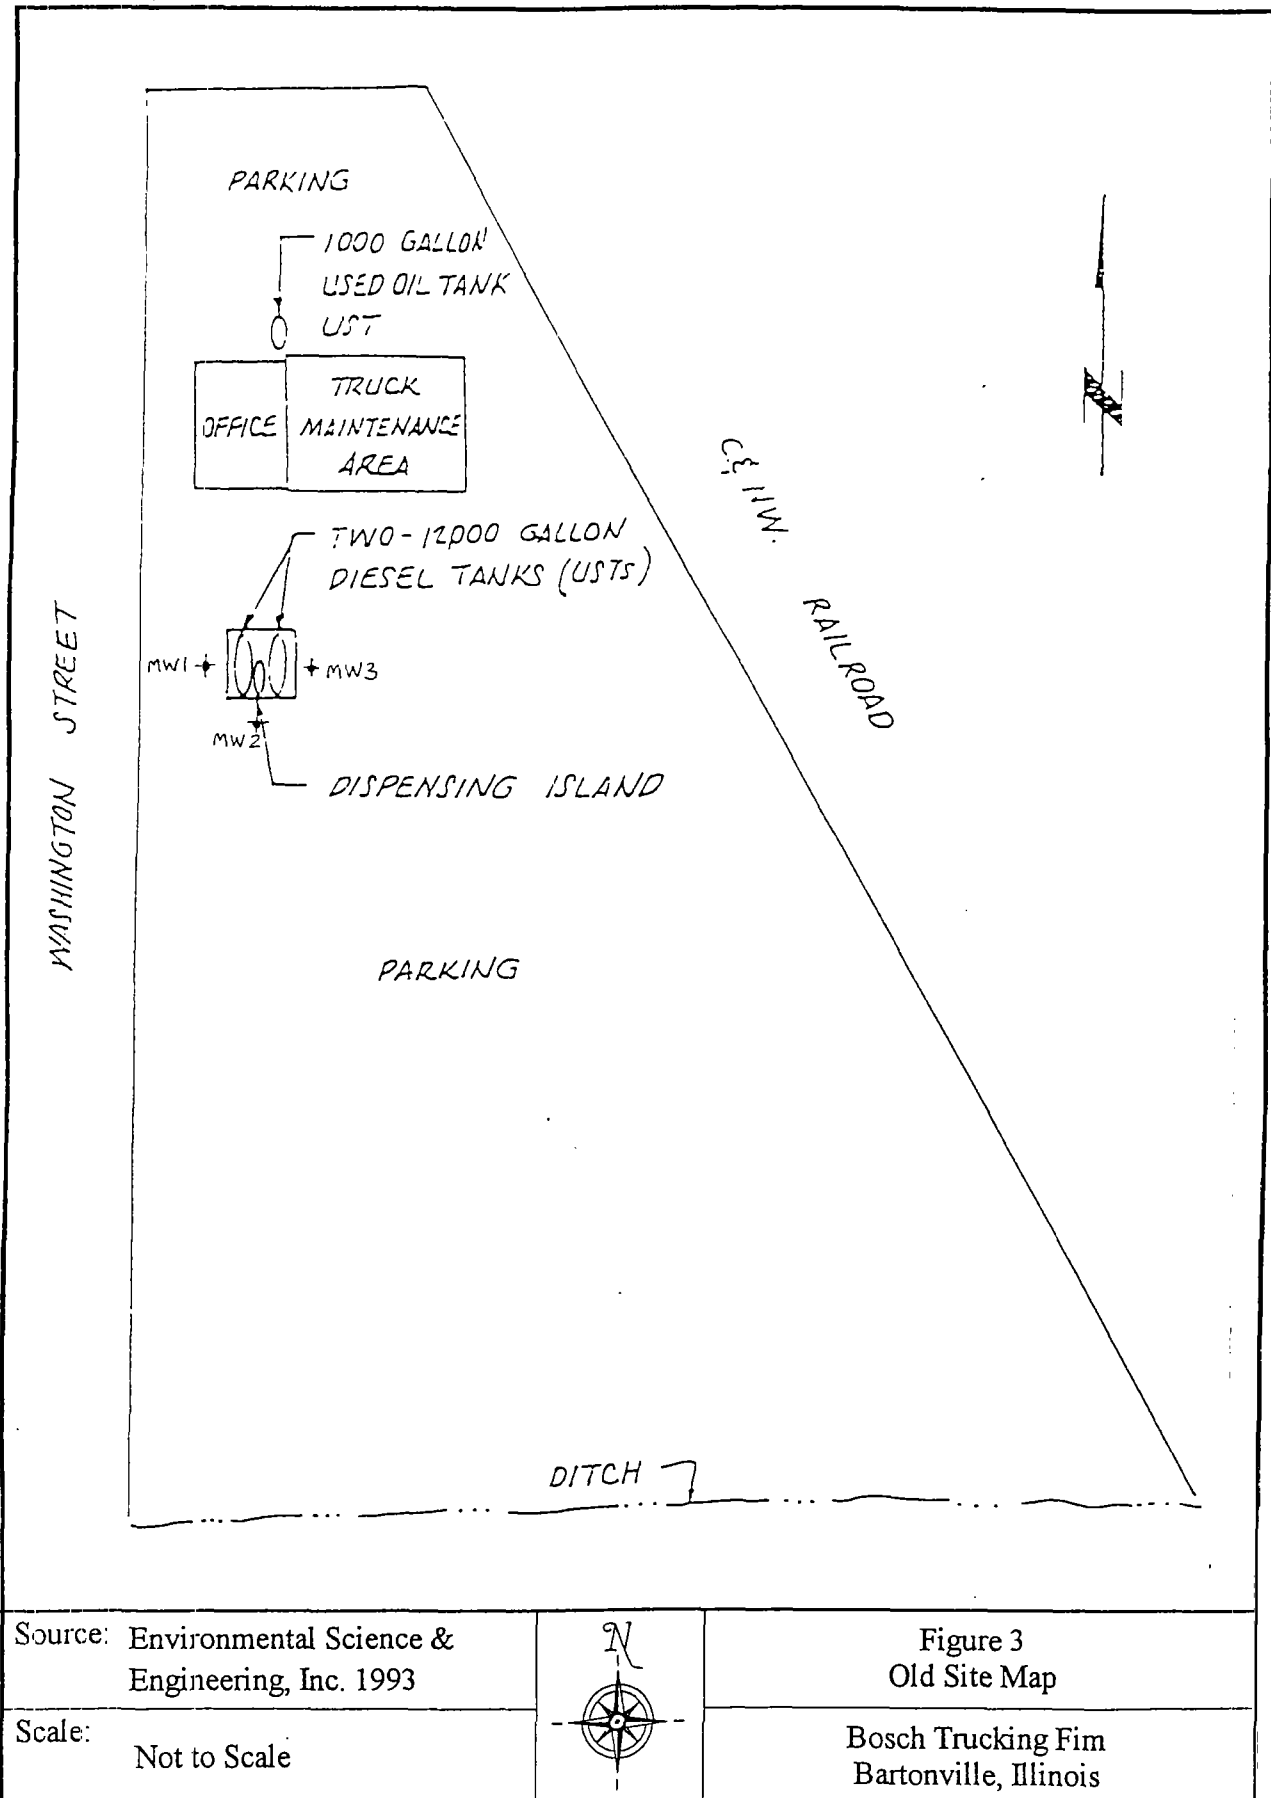 PARKING
1000 GALLON
USED OIL TANK
UST
OFFICE
TRUCK
MAINTENANCE
AREA
C.& N.W.
RAILROAD
TWO-12,000 GALLON
DIESEL TANKS (USTs)
WASHINGTON STREET
MW1
MW3
MW2
DISPENSING ISLAND
PARKING
DITCH
N
Source: Environmental Science &
Engineering, Inc. 1993
Scale:
Not to Scale
N
Figure 3
Old Site Map
Bosch Trucking Fim
Bartonville, Illinois